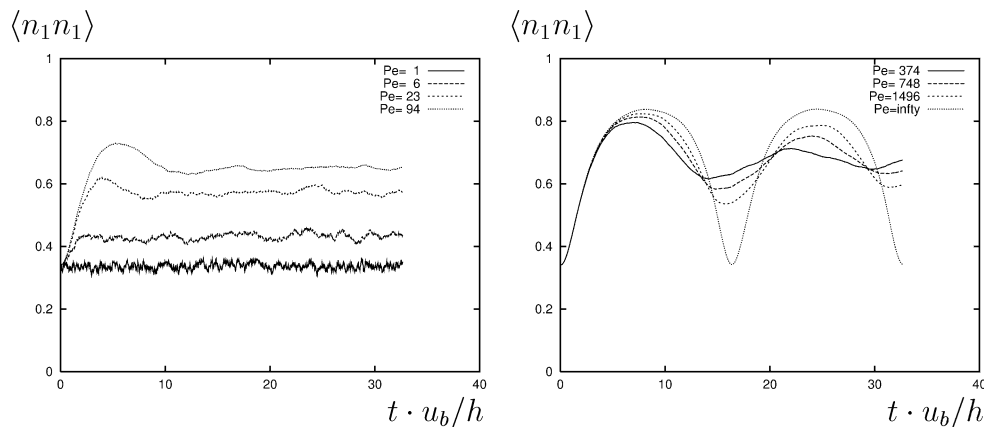 ⟨n₁n₁⟩
1
0.8
0.6
0.4
0.2
0
0 10 20 30 40
Pe= 1
Pe= 6
Pe= 23
Pe= 94
t · u_b/h
⟨n₁n₁⟩
1
0.8
0.6
0.4
0.2
0
0 10 20 30 40
Pe= 374
Pe= 748
Pe=1496
Pe=infty
t · u_b/h